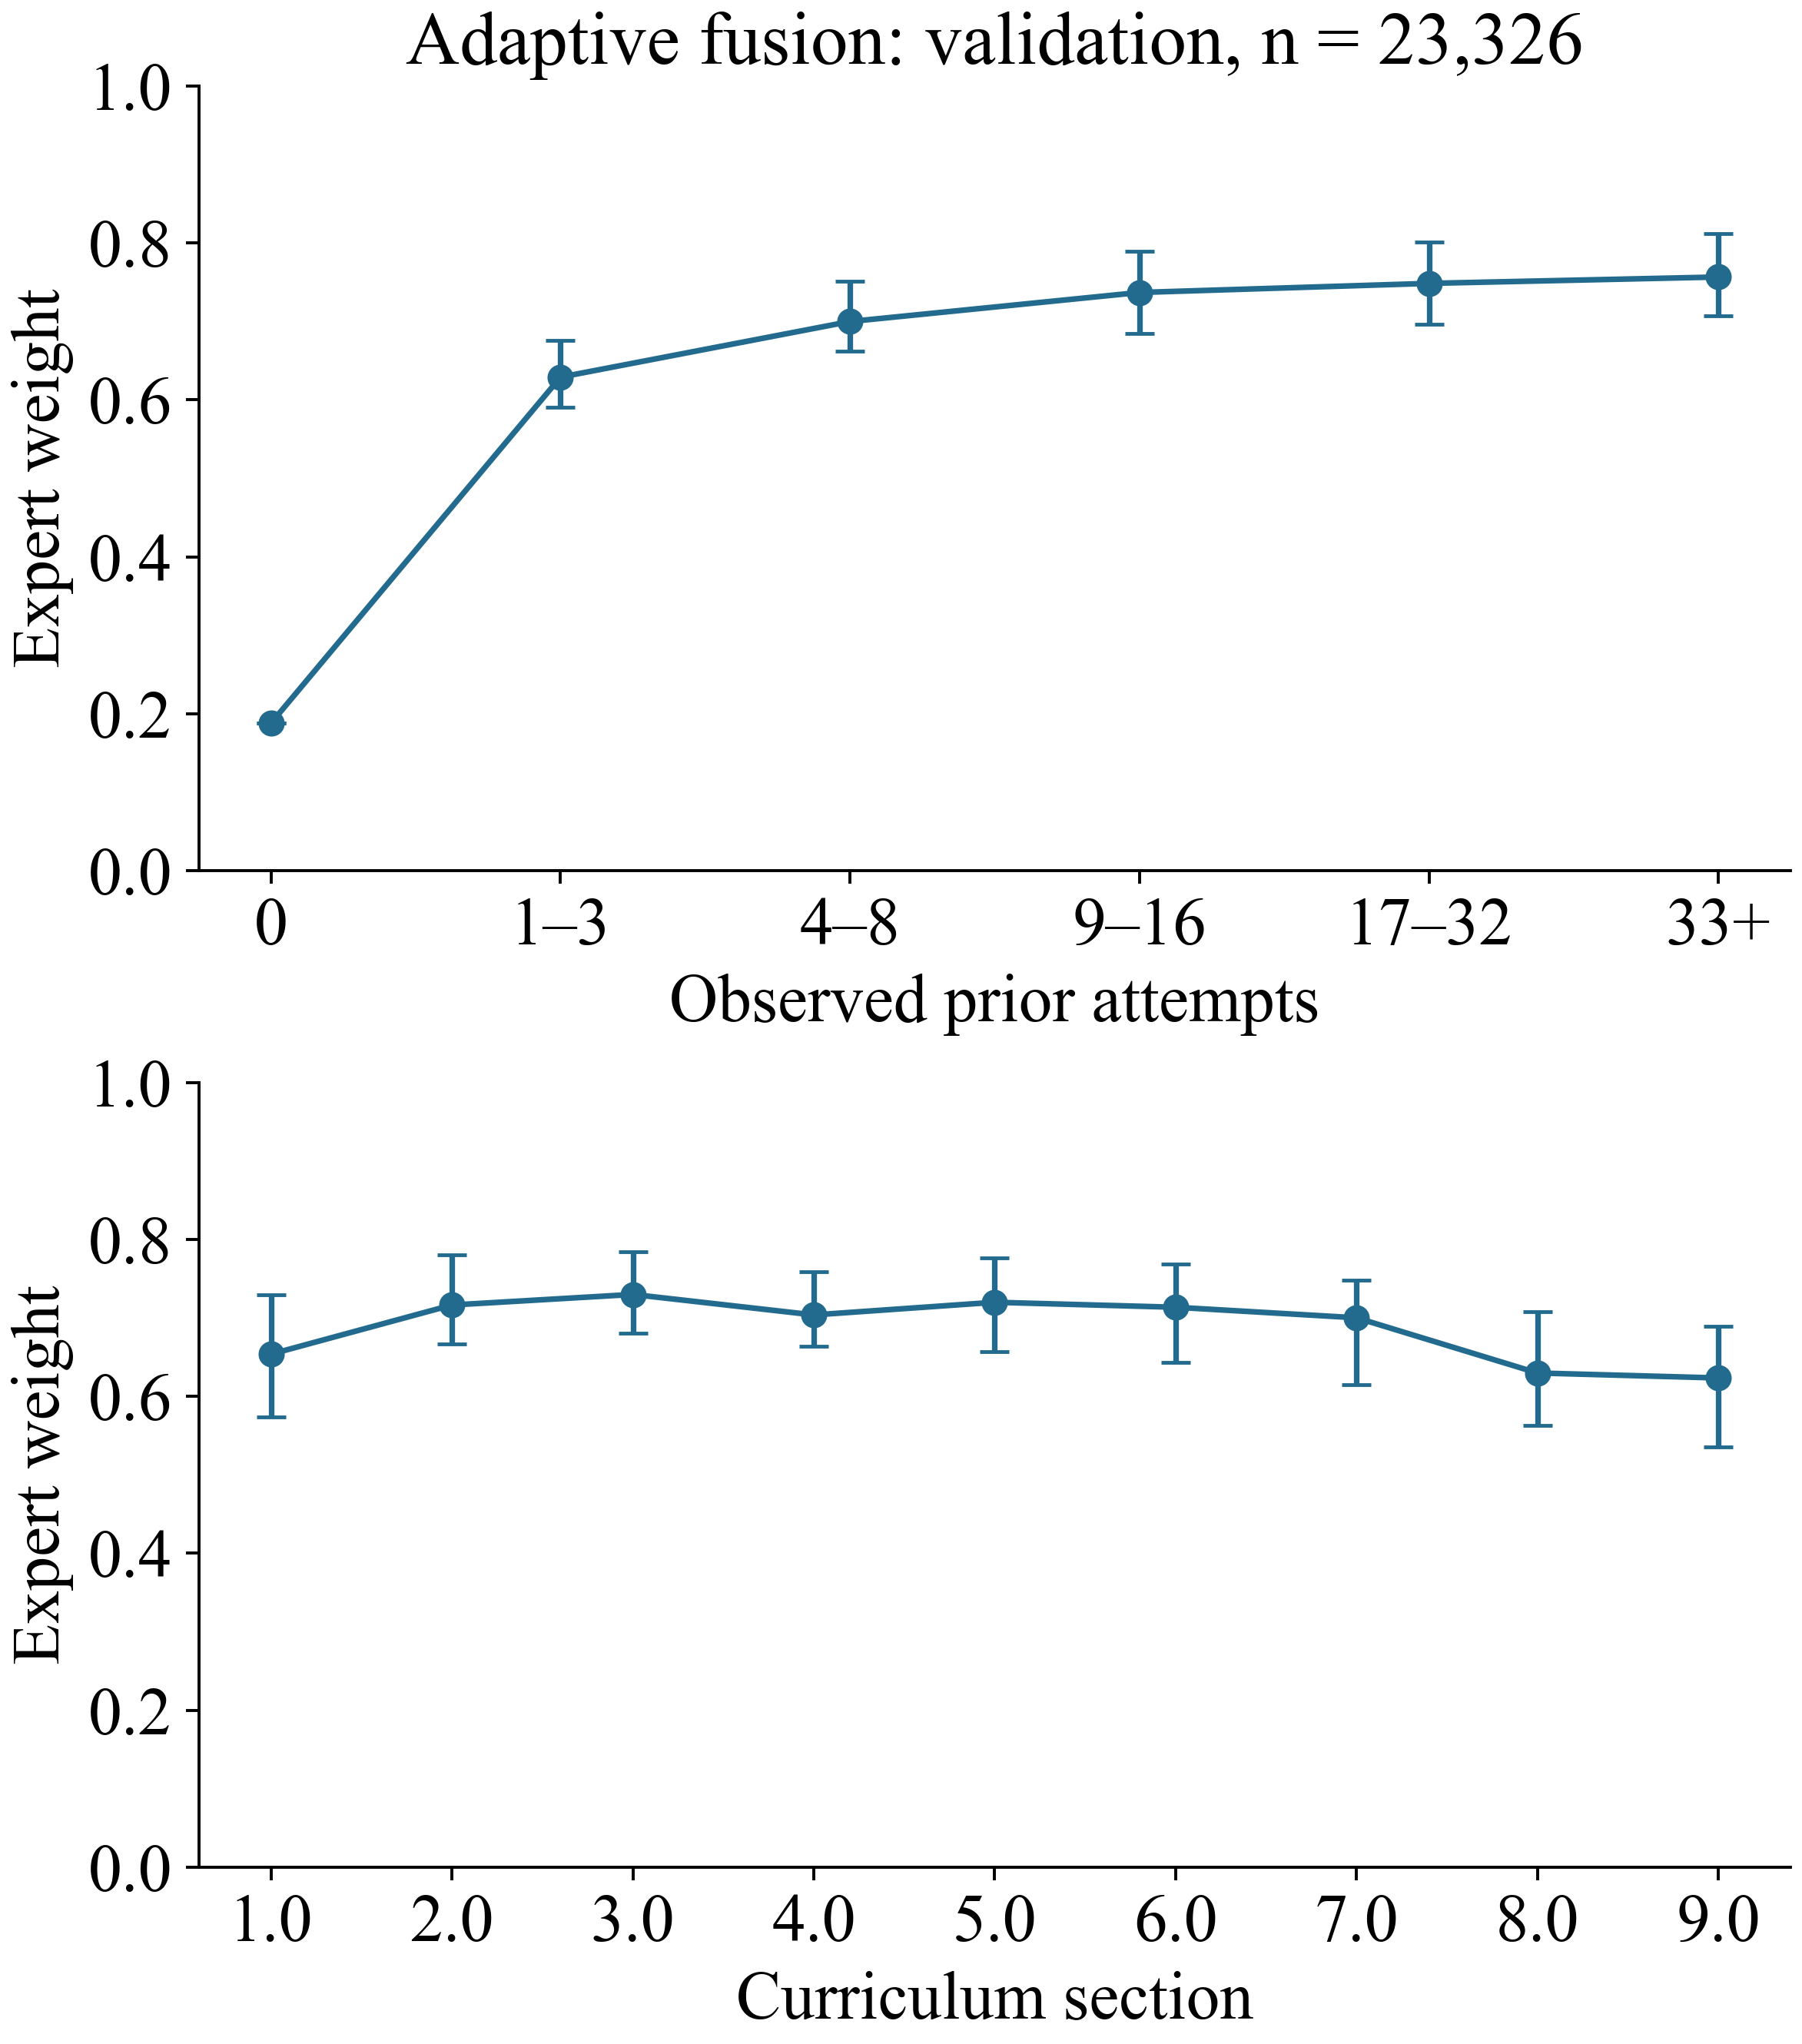 Adaptive fusion: validation, n = 23,326
1.0
0.8
0.6
0.4
0.2
0.0
Expert weight
0 1–3 4–8 9–16 17–32 33+
Observed prior attempts
1.0
0.8
0.6
0.4
0.2
0.0
Expert weight
1.0 2.0 3.0 4.0 5.0 6.0 7.0 8.0 9.0
Curriculum section